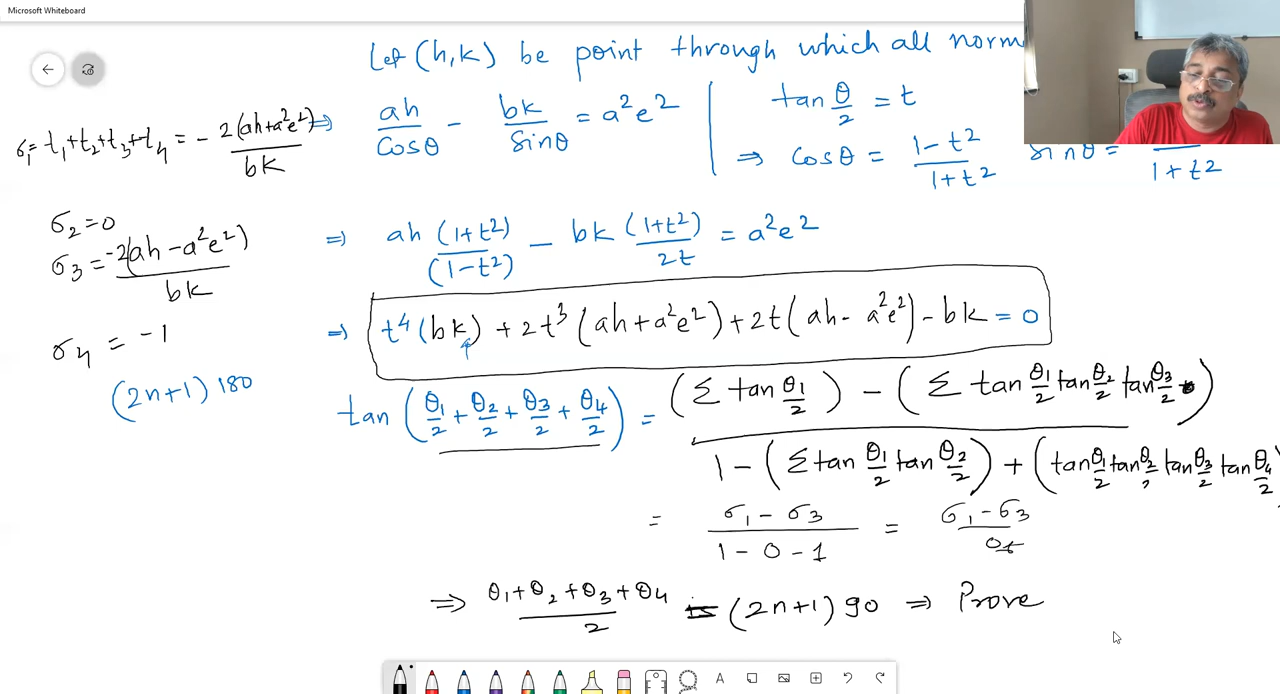 Microsoft Whiteboard
Let (h,k) be point through which all norm
σ₁ = t₁+t₂+t₃+t₄ = - 2(ah+a²e²)/bk
⇒ ah/cosθ - bk/sinθ = a²e²
tan θ/2 = t
⇒ cosθ = (1-t²)/(1+t²) sinθ = /(1+t²)
σ₂ = 0
σ₃ = -2(ah-a²e²)/bk
σ₄ = -1
(2n+1) 180
⇒ ah (1+t²)/(1-t²) - bk (1+t²)/2t = a²e²
⇒ t⁴(bk) + 2t³(ah+a²e²) + 2t(ah-a²e²) - bk = 0
tan (θ₁/2 + θ₂/2 + θ₃/2 + θ₄/2) = ((Σ tan θ₁/2) - (Σ tan θ₁/2 tan θ₂/2 tan θ₃/2))/(1 - (Σ tan θ₁/2 tan θ₂/2) + (tan θ₁/2 tan θ₂/2 tan θ₃/2 tan θ₄/2)
= (σ₁ - σ₃)/(1 - 0 - 1) = (σ₁ - σ₃)/0
⇒ (θ₁+θ₂+θ₃+θ₄)/2 = (2n+1) 90 ⇒ Prove
A